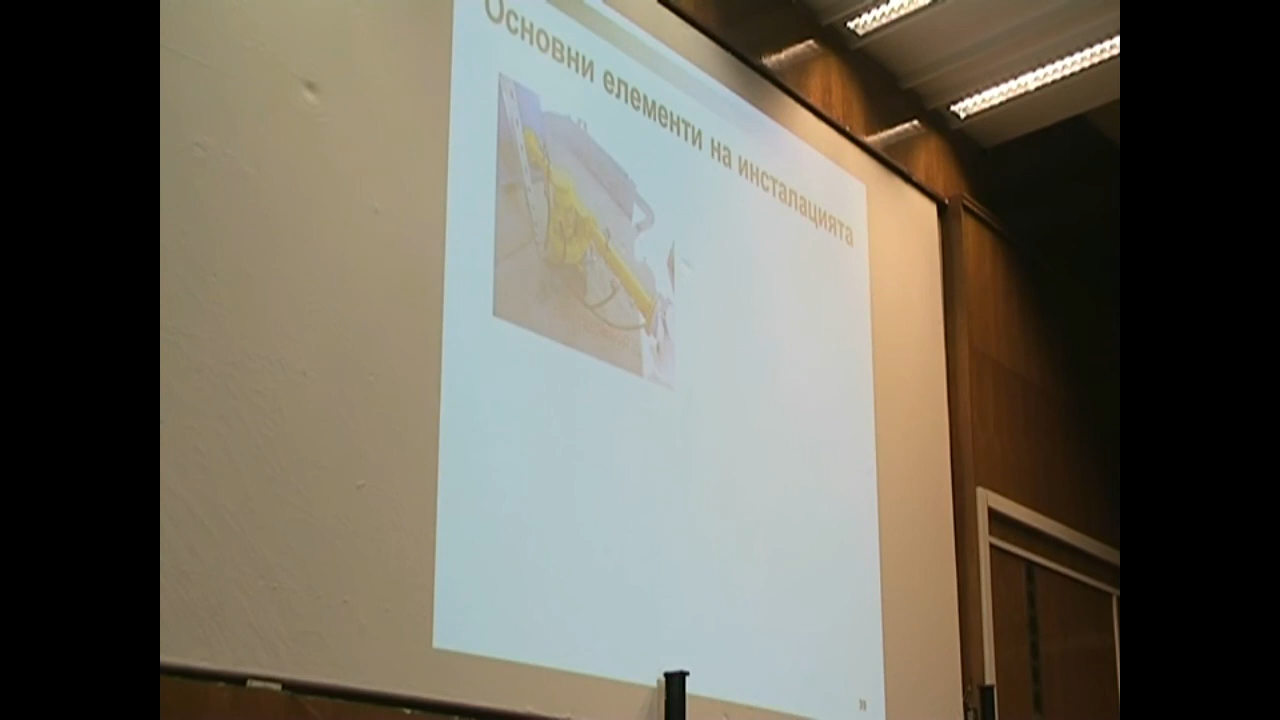 Основни елементи на инсталацията